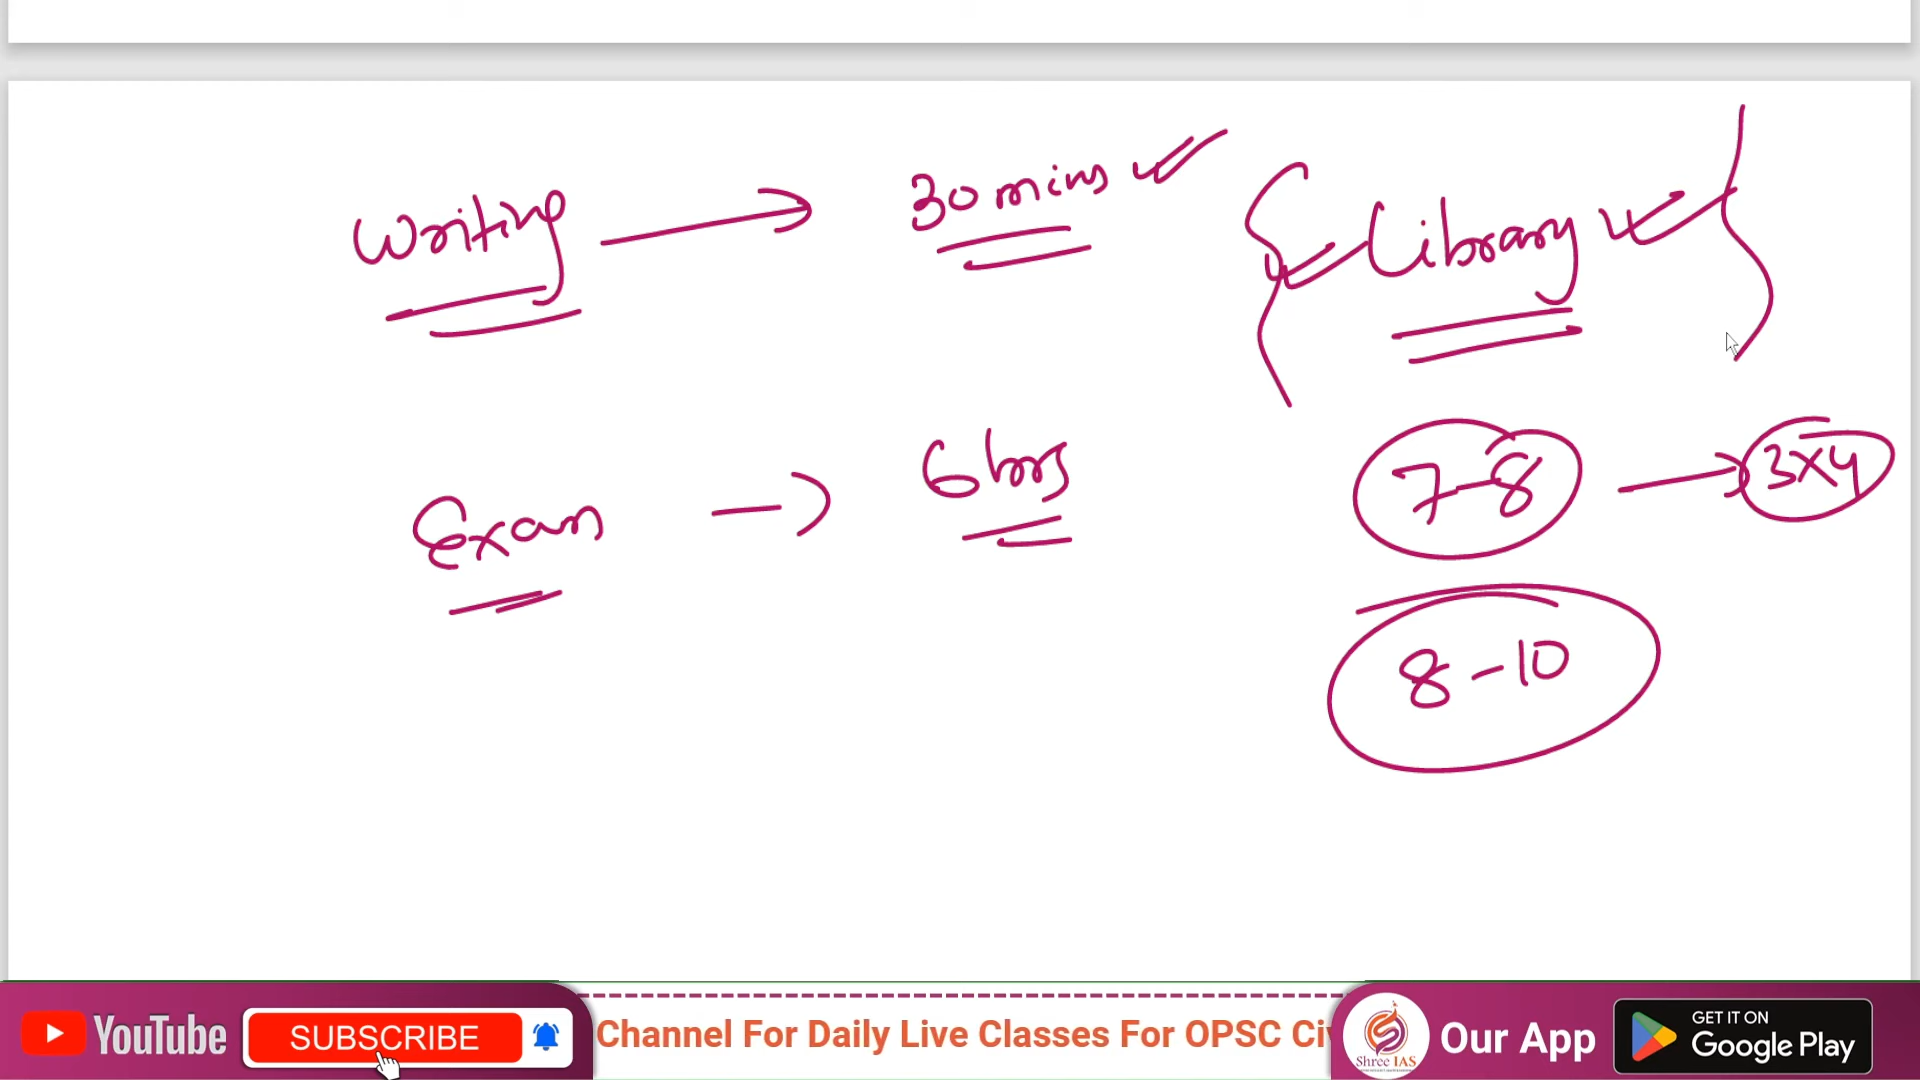 Writing → 30 mins
Library
Exam → 6 hrs
7-8 → 3x4
8-10
YouTube
SUBSCRIBE
Channel For Daily Live Classes For OPSC Ci
Shree IAS
Our App
GET IT ON
Google Play